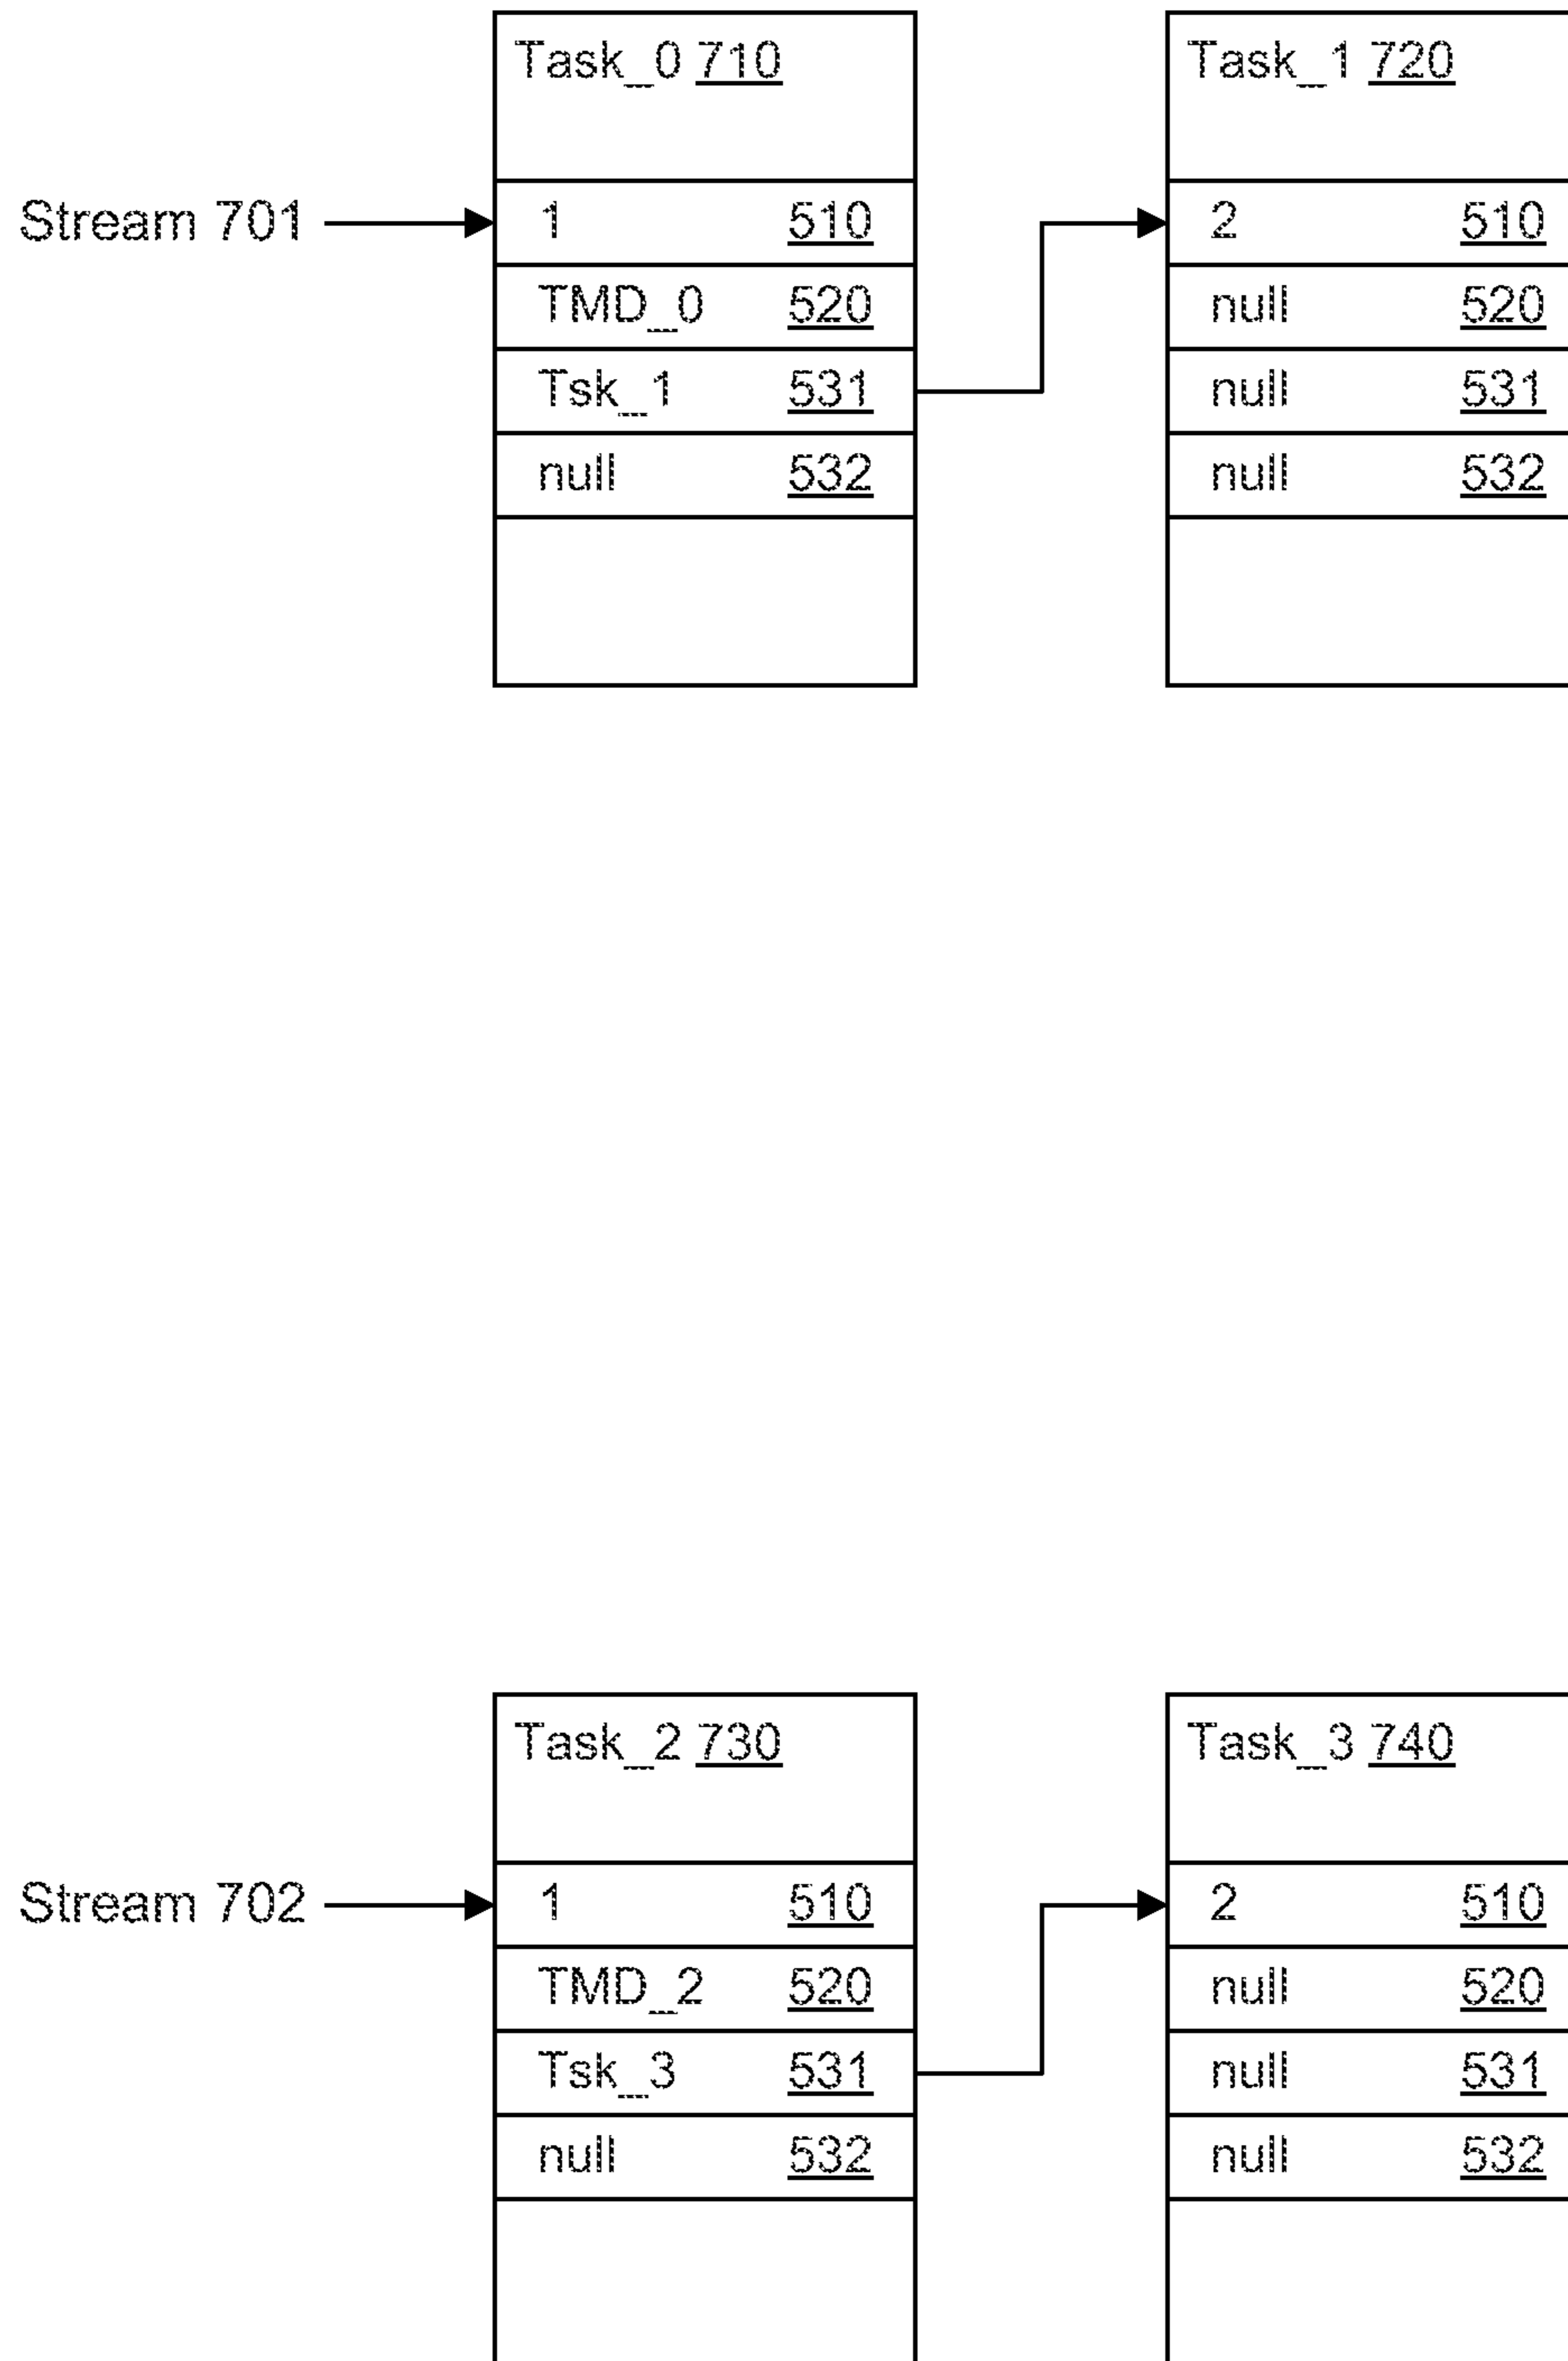 Task_0 710
Task_1 720
Stream 701
1 510
2 510
TMD_0 520
null 520
Tsk_1 531
null 531
null 532
null 532
Task_2 730
Task_3 740
Stream 702
1 510
2 510
TMD_2 520
null 520
Tsk_3 531
null 531
null 532
null 532